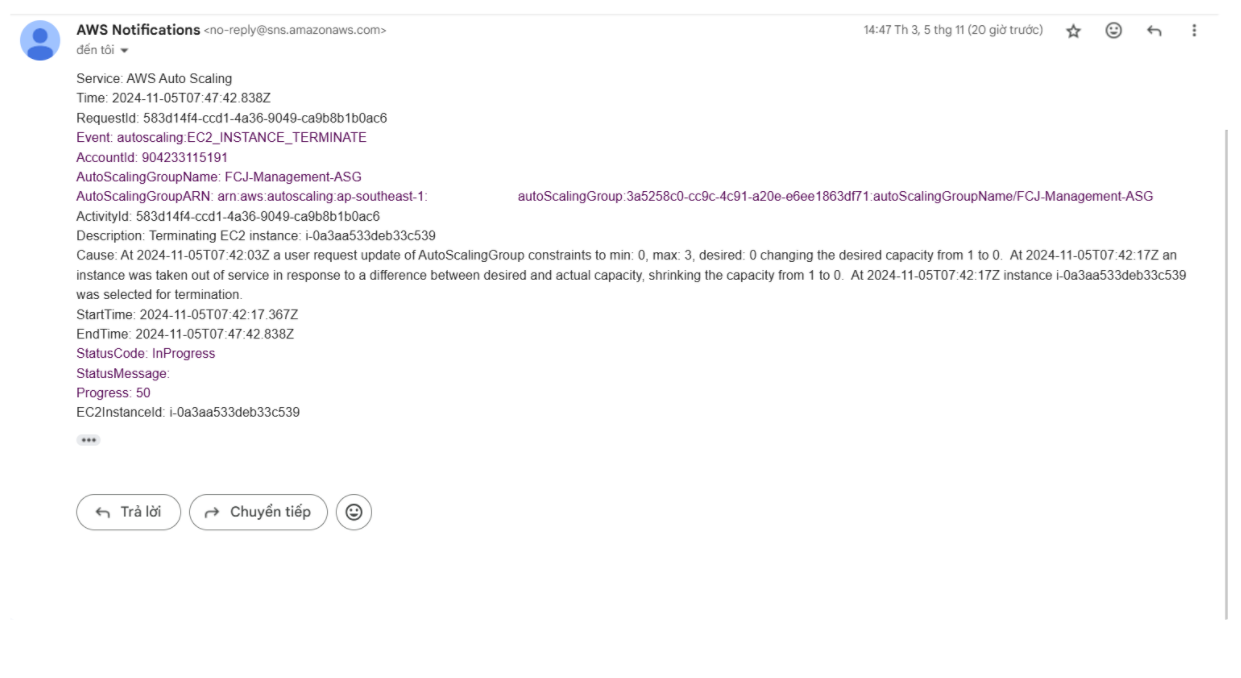 AWS Notifications <no-reply@sns.amazonaws.com>
14:47 Th 3, 5 thg 11 (20 giờ trước)
đến tôi
Service: AWS Auto Scaling
Time: 2024-11-05T07:47:42.838Z
RequestId: 583d14f4-ccd1-4a36-9049-ca9b8b1b0ac6
Event: autoscaling:EC2_INSTANCE_TERMINATE
AccountId: 904233115191
AutoScalingGroupName: FCJ-Management-ASG
AutoScalingGroupARN: arn:aws:autoscaling:ap-southeast-1: autoScalingGroup:3a5258c0-cc9c-4c91-a20e-e6ee1863df71:autoScalingGroupName/FCJ-Management-ASG
ActivityId: 583d14f4-ccd1-4a36-9049-ca9b8b1b0ac6
Description: Terminating EC2 instance: i-0a3aa533deb33c539
Cause: At 2024-11-05T07:42:03Z a user request update of AutoScalingGroup constraints to min: 0, max: 3, desired: 0 changing the desired capacity from 1 to 0. At 2024-11-05T07:42:17Z an
instance was taken out of service in response to a difference between desired and actual capacity, shrinking the capacity from 1 to 0. At 2024-11-05T07:42:17Z instance i-0a3aa533deb33c539
was selected for termination.
StartTime: 2024-11-05T07:42:17.367Z
EndTime: 2024-11-05T07:47:42.838Z
StatusCode: InProgress
StatusMessage:
Progress: 50
EC2InstanceId: i-0a3aa533deb33c539
Trả lời
Chuyển tiếp